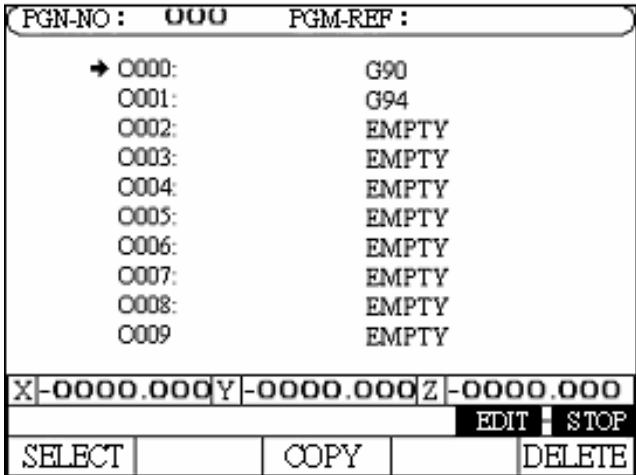 PGN-NO : 000 PGM-REF :
➔ O000: G90
O001: G94
O002: EMPTY
O003: EMPTY
O004: EMPTY
O005: EMPTY
O006: EMPTY
O007: EMPTY
O008: EMPTY
O009 EMPTY
X -0000.000 Y -0000.000 Z -0000.000
EDIT - STOP
SELECT COPY DELETE